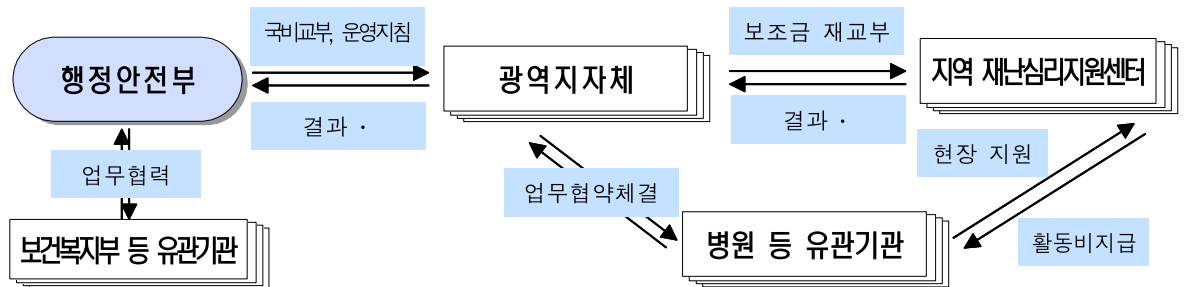 국비교부, 운영지침
보조금 재교부
행정안전부
광역지자체
지역 재난심리지원센터
결과 ·
결과 ·
업무협력
업무협약체결
현장 지원
보건복지부 등 유관기관
병원 등 유관기관
활동비지급